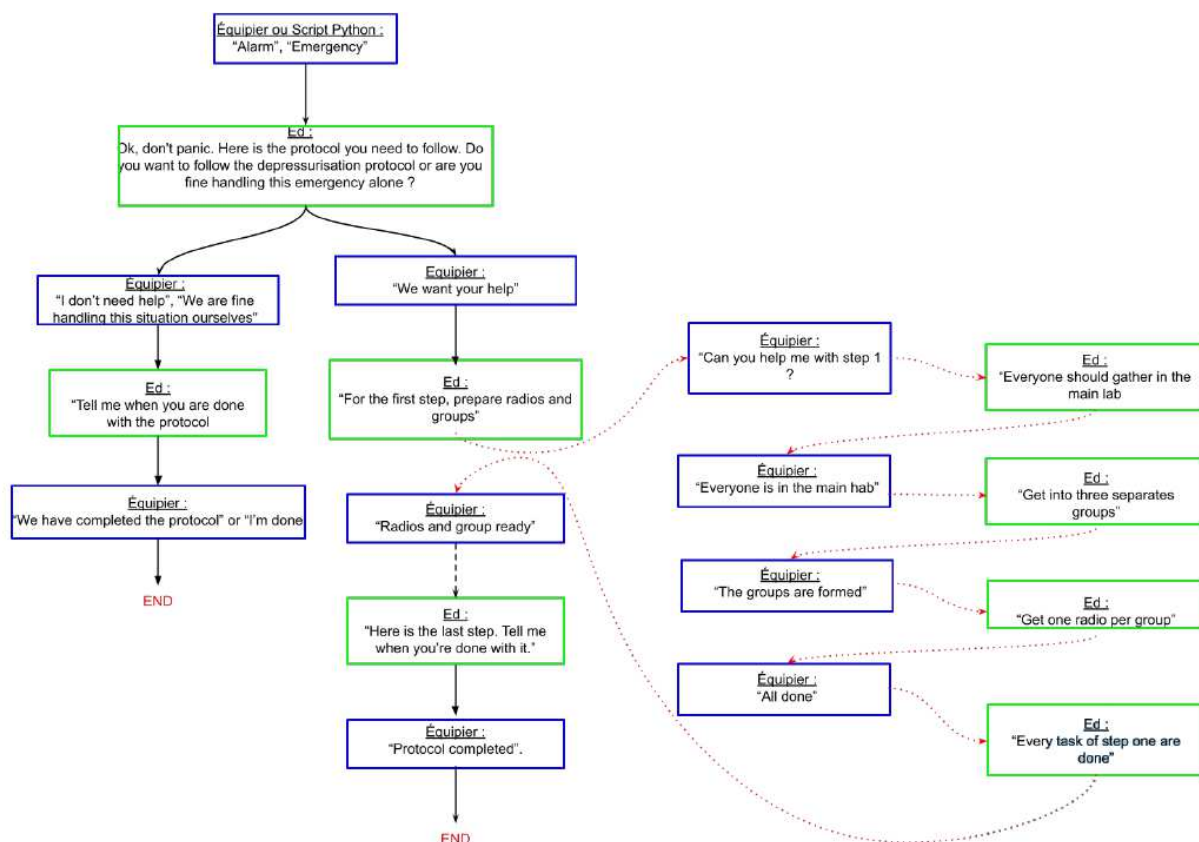 Équipier ou Script Python :
“Alarm”, “Emergency”
Ed :
Ok, don't panic. Here is the protocol you need to follow. Do
you want to follow the depressurisation protocol or are you
fine handling this emergency alone ?
Équipier :
“I don’t need help”, “We are fine
handling this situation ourselves”
Ed :
“Tell me when you are done
with the protocol
Équipier :
“We have completed the protocol” or “I’m done
END
Equipier :
“We want your help”
Ed :
“For the first step, prepare radios and
groups”
Équipier :
“Can you help me with step 1
?
Ed :
“Everyone should gather in the
main lab
Équipier :
“Everyone is in the main hab”
Ed :
“Get into three separates
groups”
Équipier :
“The groups are formed”
Ed :
“Get one radio per group”
Équipier :
“All done”
Ed :
“Every task of step one are
done”
Équipier :
“Radios and group ready”
Ed :
“Here is the last step. Tell me
when you’re done with it.”
Équipier :
“Protocol completed”.
END